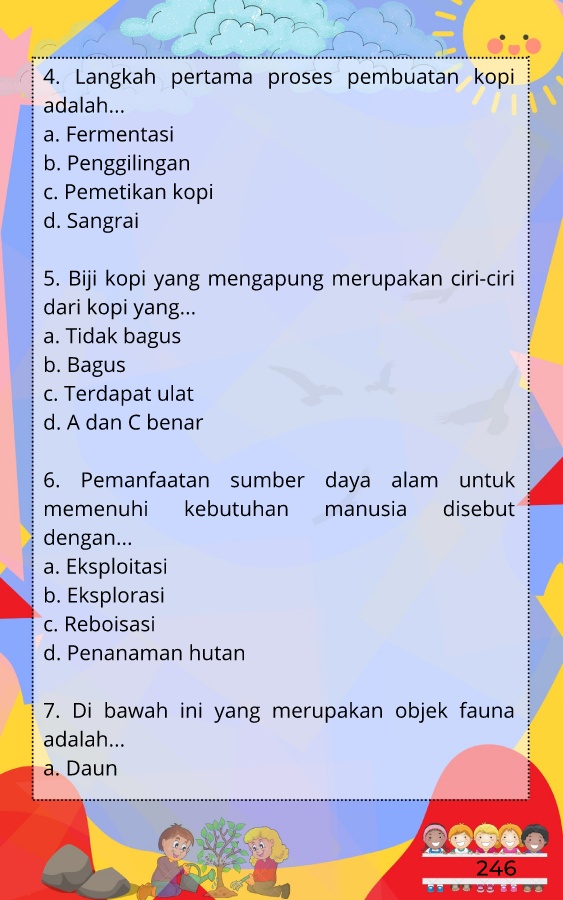 4. Langkah pertama proses pembuatan kopi
adalah...
a. Fermentasi
b. Penggilingan
c. Pemetikan kopi
d. Sangrai
5. Biji kopi yang mengapung merupakan ciri-ciri
dari kopi yang...
a. Tidak bagus
b. Bagus
c. Terdapat ulat
d. A dan C benar
6. Pemanfaatan sumber daya alam untuk
memenuhi kebutuhan manusia disebut
dengan...
a. Eksploitasi
b. Eksplorasi
c. Reboisasi
d. Penanaman hutan
7. Di bawah ini yang merupakan objek fauna
adalah...
a. Daun
246